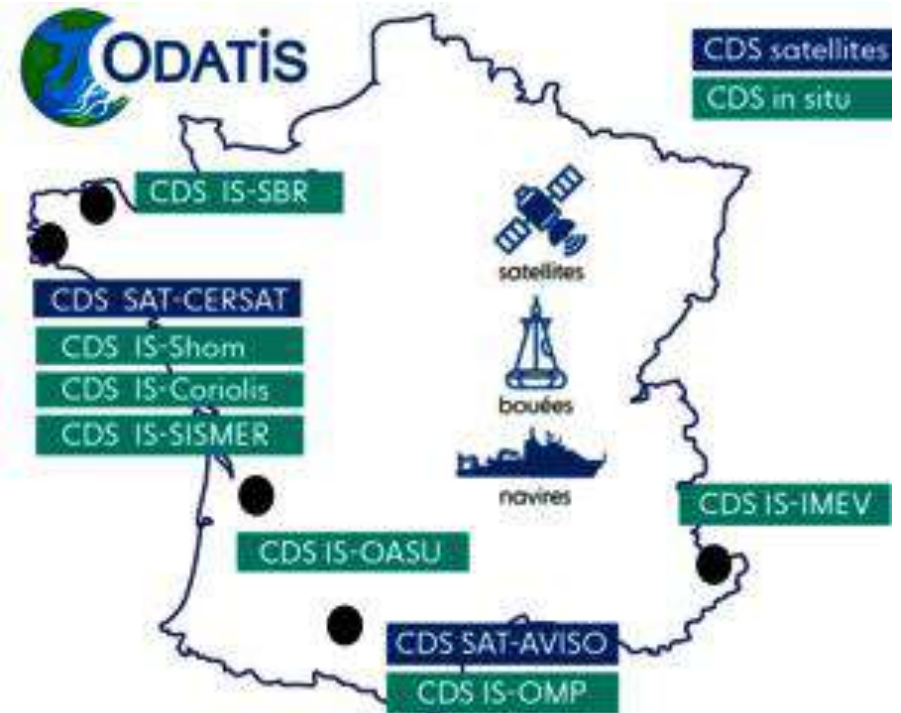 ODATiS
CDS satellites
CDS in situ
CDS IS-SBR
satellites
CDS SAT-CERSAT
CDS IS-Shom
CDS IS-Coriolis
CDS IS-SISMER
bouées
navires
CDS IS-IMEV
CDS IS-OASU
CDS SAT-AVISO
CDS IS-OMP